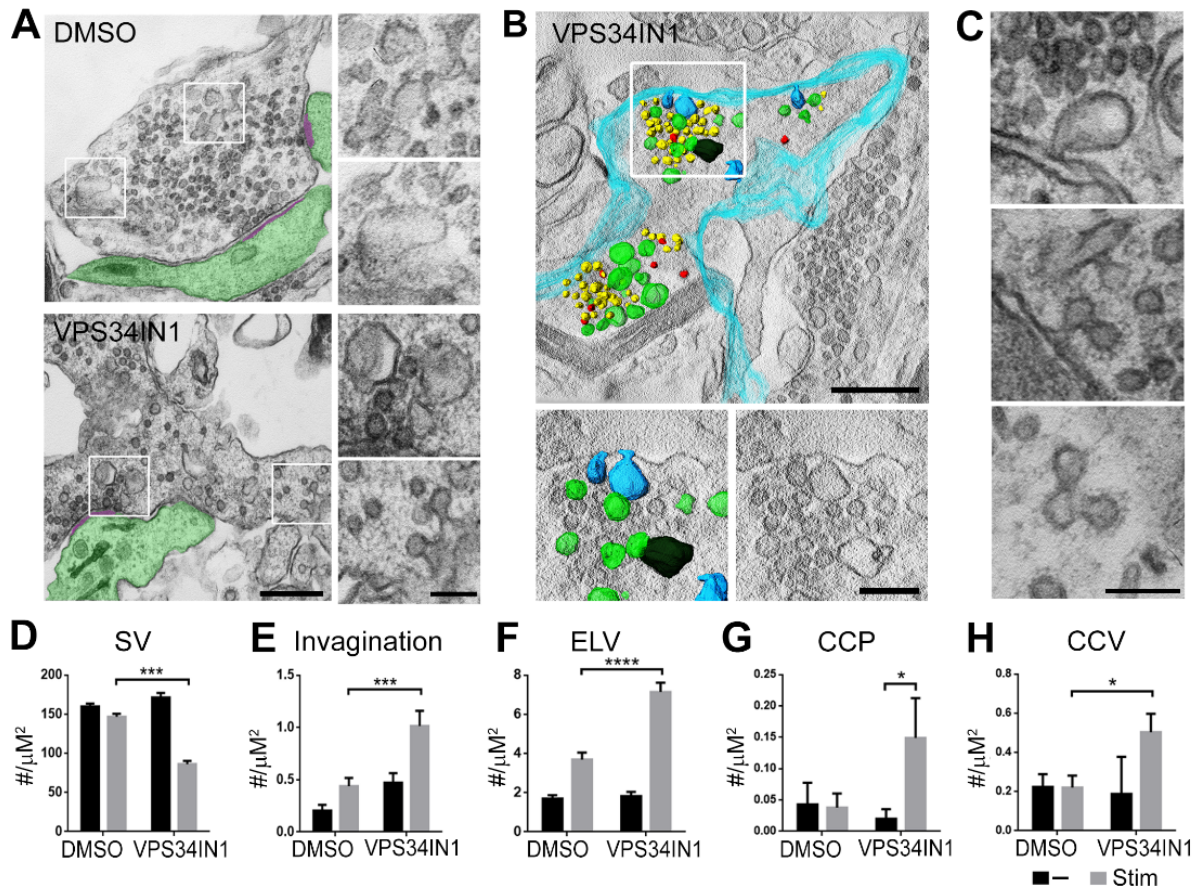 A
DMSO
VPS34IN1
B
VPS34IN1
C
D
SV
#/μM²
200
150
100
50
0
***
DMSO VPS34IN1
E
Invagination
#/μM²
1.5
1.0
0.5
0.0
***
DMSO VPS34IN1
F
ELV
#/μM²
8
6
4
2
0
****
DMSO VPS34IN1
G
CCP
#/μM²
0.25
0.20
0.15
0.10
0.05
0.00
*
DMSO VPS34IN1
H
CCV
#/μM²
0.8
0.6
0.4
0.2
0.0
*
DMSO VPS34IN1
– Stim